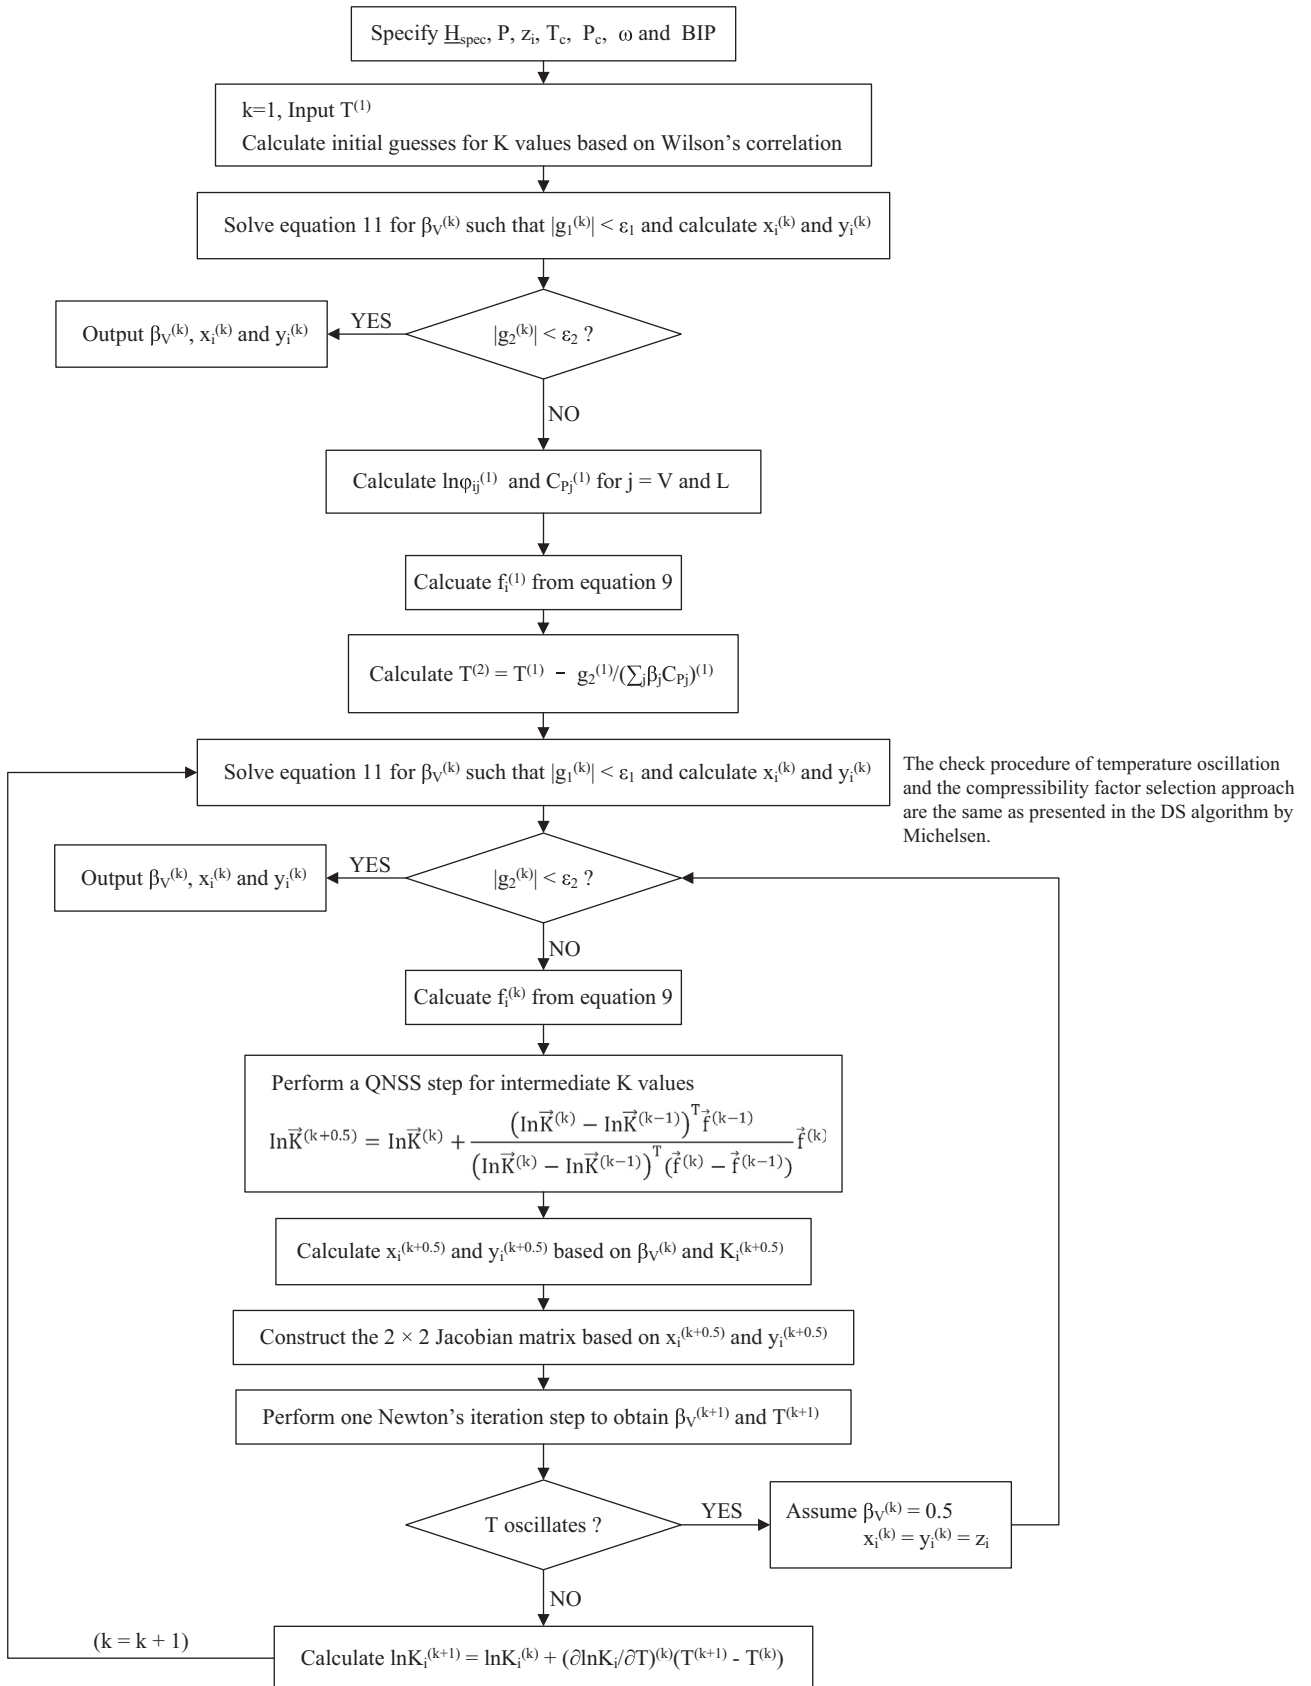 Specify H_spec, P, z_i, T_c, P_c, ω and BIP
k=1, Input T^(1)
Calculate initial guesses for K values based on Wilson’s correlation
Solve equation 11 for β_V^(k) such that |g_1^(k)| < ε_1 and calculate x_i^(k) and y_i^(k)
|g_2^(k)| < ε_2 ?
YES
Output β_V^(k), x_i^(k) and y_i^(k)
NO
Calculate lnφ_ij^(1) and C_Pj^(1) for j = V and L
Calcuate f_i^(1) from equation 9
Calculate T^(2) = T^(1) − g_2^(1)/(∑_jβ_jC_Pj)^(1)
Solve equation 11 for β_V^(k) such that |g_1^(k)| < ε_1 and calculate x_i^(k) and y_i^(k)
The check procedure of temperature oscillation
and the compressibility factor selection approach
are the same as presented in the DS algorithm by
Michelsen.
|g_2^(k)| < ε_2 ?
YES
Output β_V^(k), x_i^(k) and y_i^(k)
NO
Calcuate f_i^(k) from equation 9
Perform a QNSS step for intermediate K values
InK⃗^(k+0.5) = InK⃗^(k) + (InK⃗^(k) − InK⃗^(k−1))^T f⃗^(k−1) / (InK⃗^(k) − InK⃗^(k−1))^T (f⃗^(k) − f⃗^(k−1)) f⃗^(k)
Calculate x_i^(k+0.5) and y_i^(k+0.5) based on β_V^(k) and K_i^(k+0.5)
Construct the 2 × 2 Jacobian matrix based on x_i^(k+0.5) and y_i^(k+0.5)
Perform one Newton’s iteration step to obtain β_V^(k+1) and T^(k+1)
T oscillates ?
YES
Assume β_V^(k) = 0.5
x_i^(k) = y_i^(k) = z_i
NO
(k = k + 1)
Calculate lnK_i^(k+1) = lnK_i^(k) + (∂lnK_i/∂T)^(k)(T^(k+1) - T^(k))